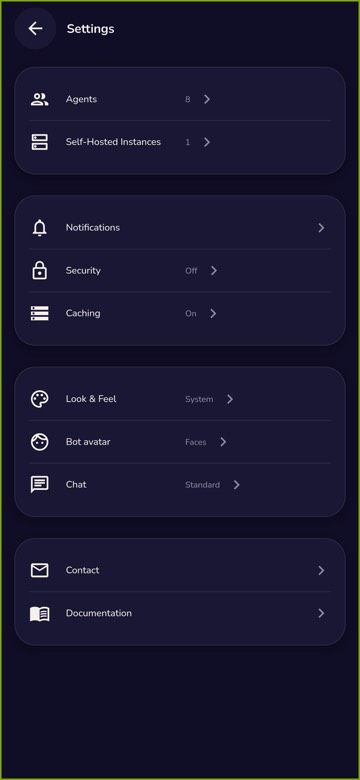 Settings
Agents 8
Self-Hosted Instances 1
Notifications
Security Off
Caching On
Look & Feel System
Bot avatar Faces
Chat Standard
Contact
Documentation